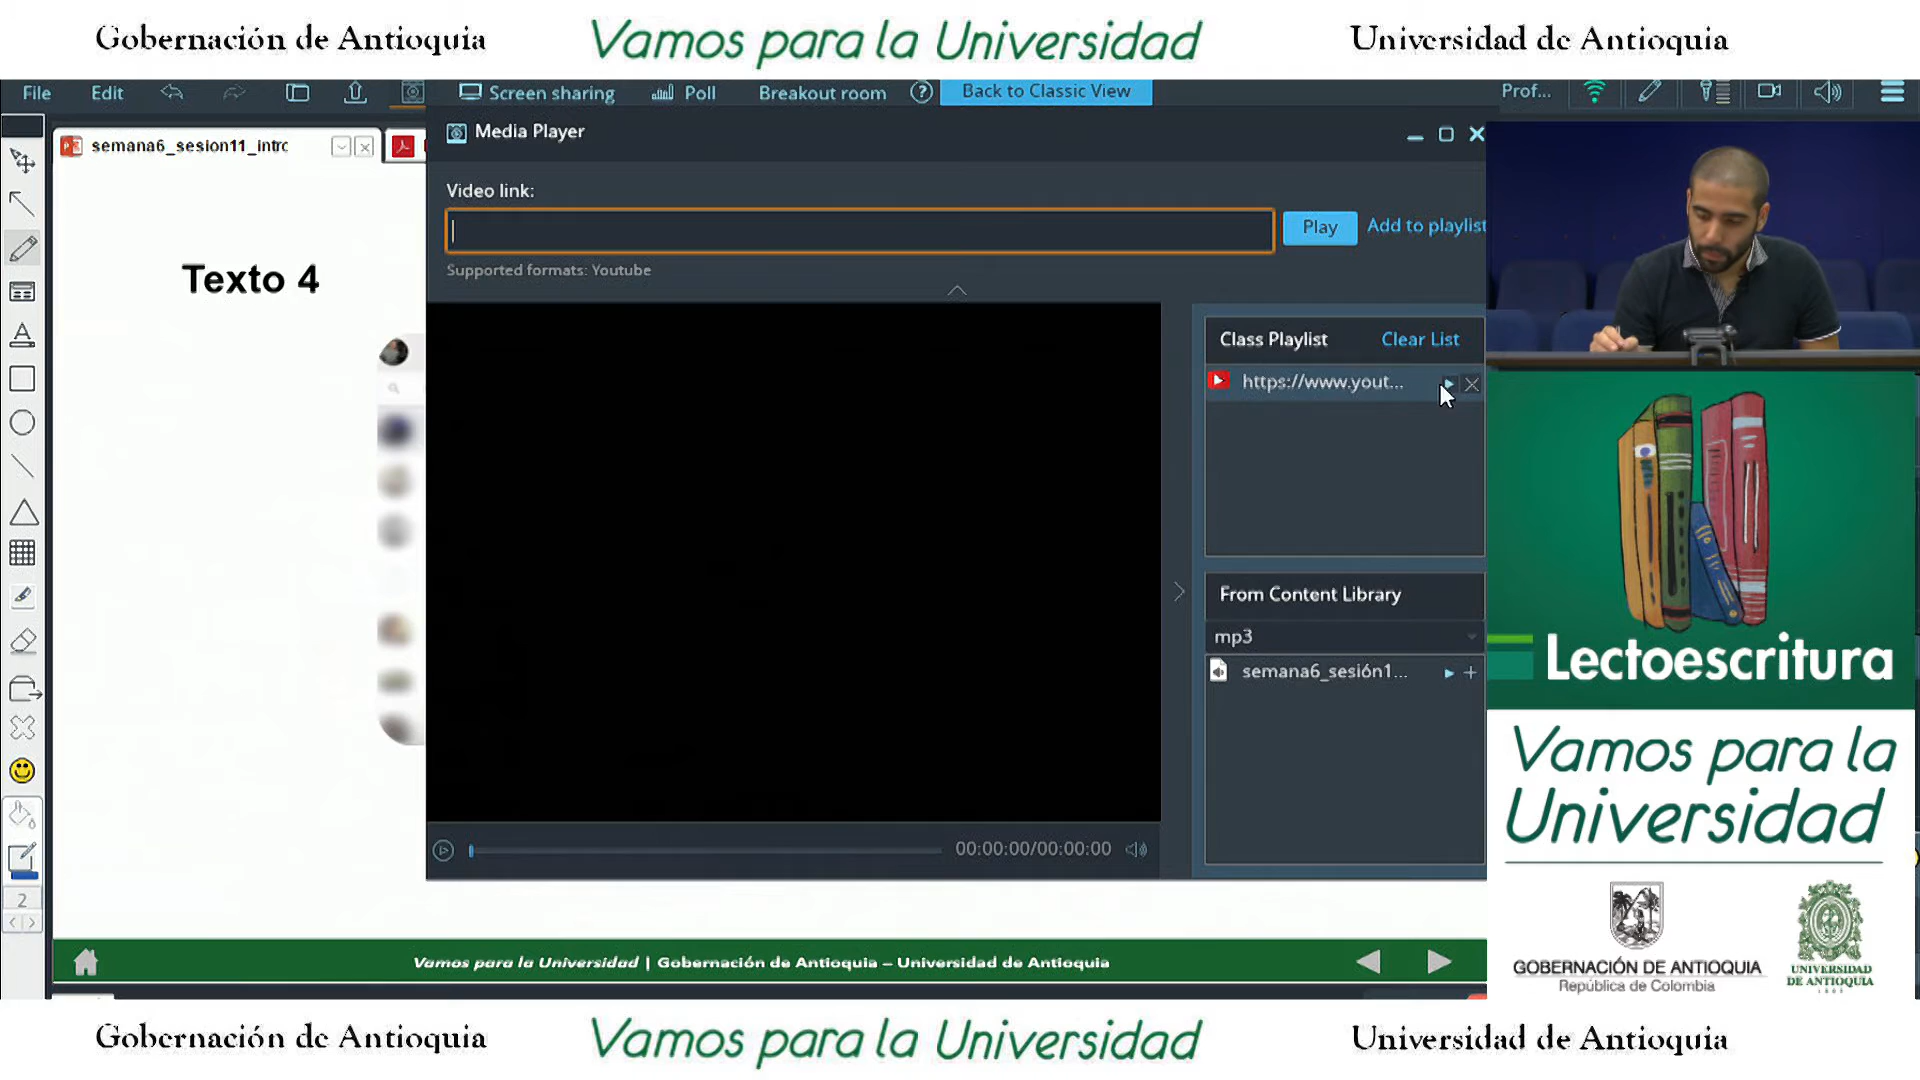 Gobernación de Antioquia
Vamos para la Universidad
Universidad de Antioquia
File
Edit
Screen sharing
Poll
Breakout room
?
Back to Classic View
Prof...
semana6_sesion11_intro
Media Player
Video link:
Play
Add to playlist
Supported formats: Youtube
Texto 4
Class Playlist
Clear List
https://www.yout...
From Content Library
mp3
semana6_sesión1...
00:00:00/00:00:00
2
Lectoescritura
Vamos para la
Universidad
GOBERNACIÓN DE ANTIOQUIA
República de Colombia
UNIVERSIDAD
DE ANTIOQUIA
1803
Vamos para la Universidad | Gobernación de Antioquia – Universidad de Antioquia
Gobernación de Antioquia
Vamos para la Universidad
Universidad de Antioquia